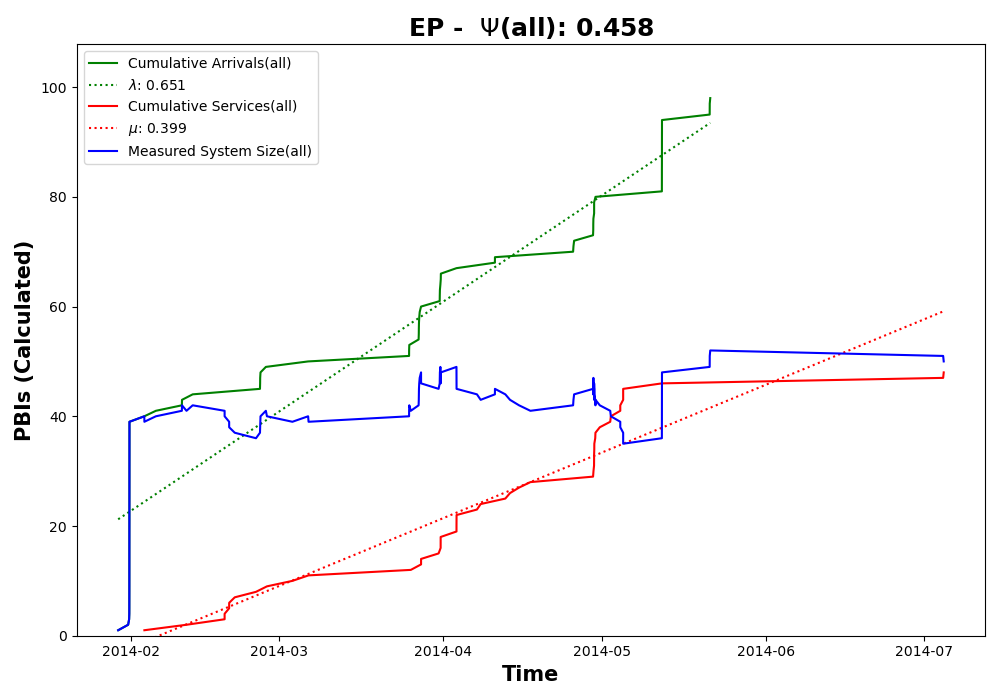 EP - Ψ(all): 0.458
Cumulative Arrivals(all)
λ: 0.651
Cumulative Services(all)
μ: 0.399
Measured System Size(all)
PBIs (Calculated)
100
80
60
40
20
0
2014-02 2014-03 2014-04 2014-05 2014-06 2014-07
Time